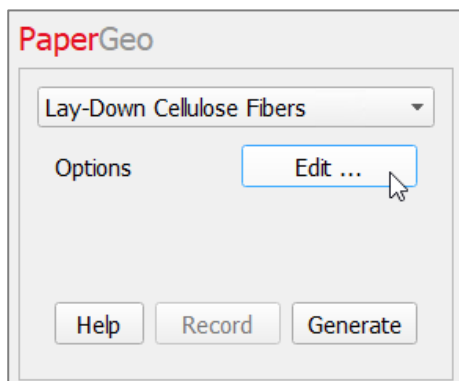 PaperGeo
Lay-Down Cellulose Fibers
Options Edit ...
Help Record Generate